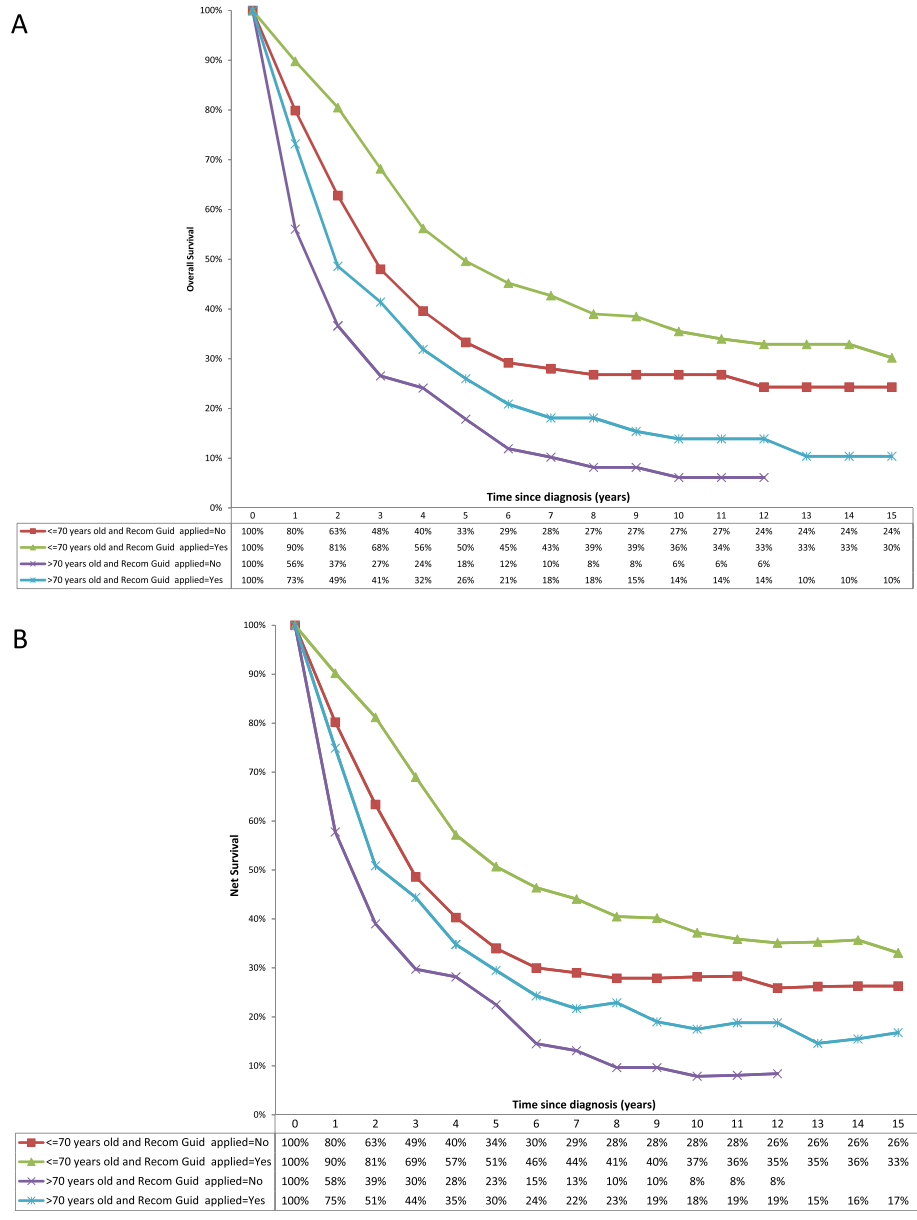 A
100%
90%
80%
70%
60%
50%
40%
30%
20%
10%
0%
Overall Survival
Time since diagnosis (years)
0 1 2 3 4 5 6 7 8 9 10 11 12 13 14 15
<=70 years old and Recom Guid applied=No 100% 80% 63% 48% 40% 33% 29% 28% 27% 27% 27% 27% 24% 24% 24% 24%
<=70 years old and Recom Guid applied=Yes 100% 90% 81% 68% 56% 50% 45% 43% 39% 39% 36% 34% 33% 33% 33% 30%
>70 years old and Recom Guid applied=No 100% 56% 37% 27% 24% 18% 12% 10% 8% 8% 6% 6% 6%
>70 years old and Recom Guid applied=Yes 100% 73% 49% 41% 32% 26% 21% 18% 18% 15% 14% 14% 14% 10% 10% 10%
B
100%
90%
80%
70%
60%
50%
40%
30%
20%
10%
0%
Net Survival
Time since diagnosis (years)
0 1 2 3 4 5 6 7 8 9 10 11 12 13 14 15
<=70 years old and Recom Guid applied=No 100% 80% 63% 49% 40% 34% 30% 29% 28% 28% 28% 28% 26% 26% 26% 26%
<=70 years old and Recom Guid applied=Yes 100% 90% 81% 69% 57% 51% 46% 44% 41% 40% 37% 36% 35% 35% 36% 33%
>70 years old and Recom Guid applied=No 100% 58% 39% 30% 28% 23% 15% 13% 10% 10% 8% 8% 8%
>70 years old and Recom Guid applied=Yes 100% 75% 51% 44% 35% 30% 24% 22% 23% 19% 18% 19% 19% 15% 16% 17%